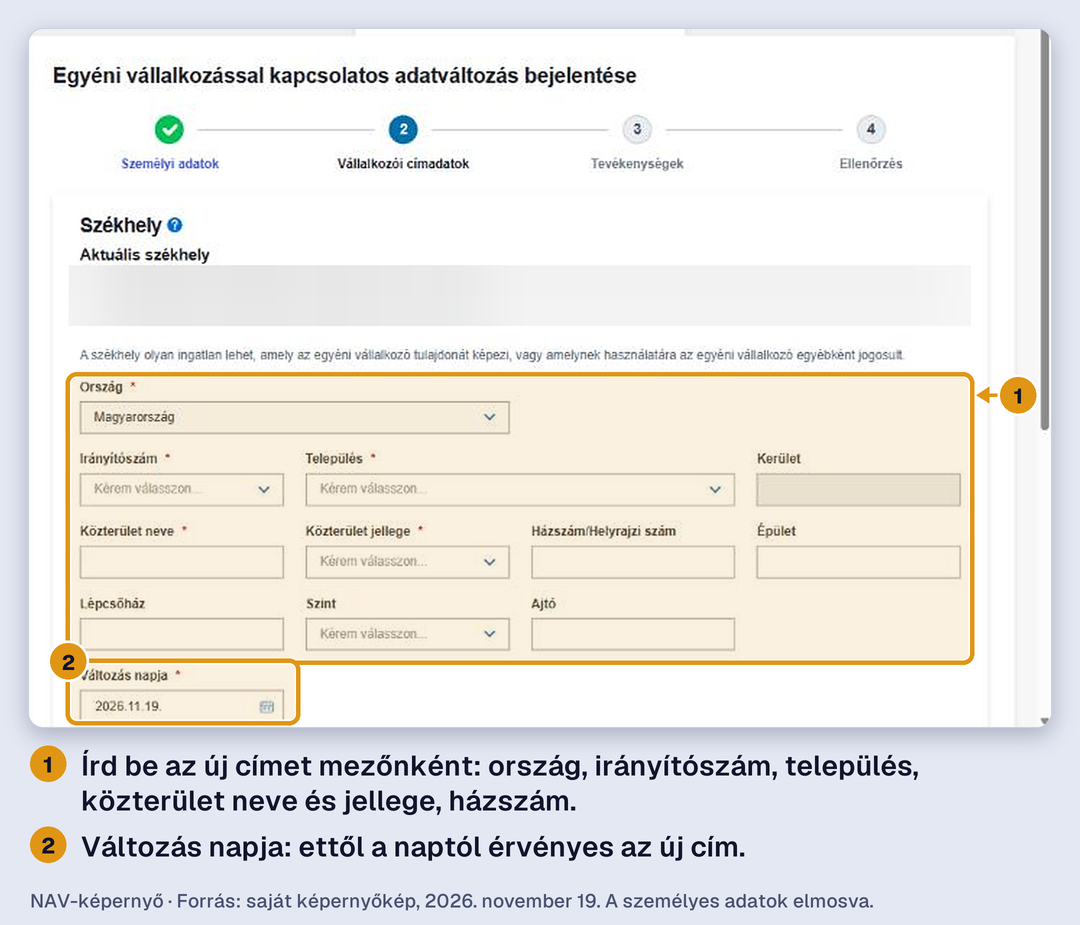 Egyéni vállalkozással kapcsolatos adatváltozás bejelentése
2
3
4
Személyi adatok
Vállalkozói címadatok
Tevékenységek
Ellenőrzés
Székhely ?
Aktuális székhely
A székhely olyan ingatlan lehet, amely az egyéni vállalkozó tulajdonát képezi, vagy amelynek használatára az egyéni vállalkozó egyébként jogosult.
Ország *
1
Magyarország
Irányítószám * Település * Kerület
Kérem válasszon... Kérem válasszon...
Közterület neve * Közterület jellege * Házszám/Helyrajzi szám Épület
Kérem válasszon...
Lépcsőház Szint Ajtó
Kérem válasszon...
2
Változás napja *
2026.11.19.
1 Írd be az új címet mezőnként: ország, irányítószám, település,
közterület neve és jellege, házszám.
2 Változás napja: ettől a naptól érvényes az új cím.
NAV-képernyő · Forrás: saját képernyőkép, 2026. november 19. A személyes adatok elmosva.